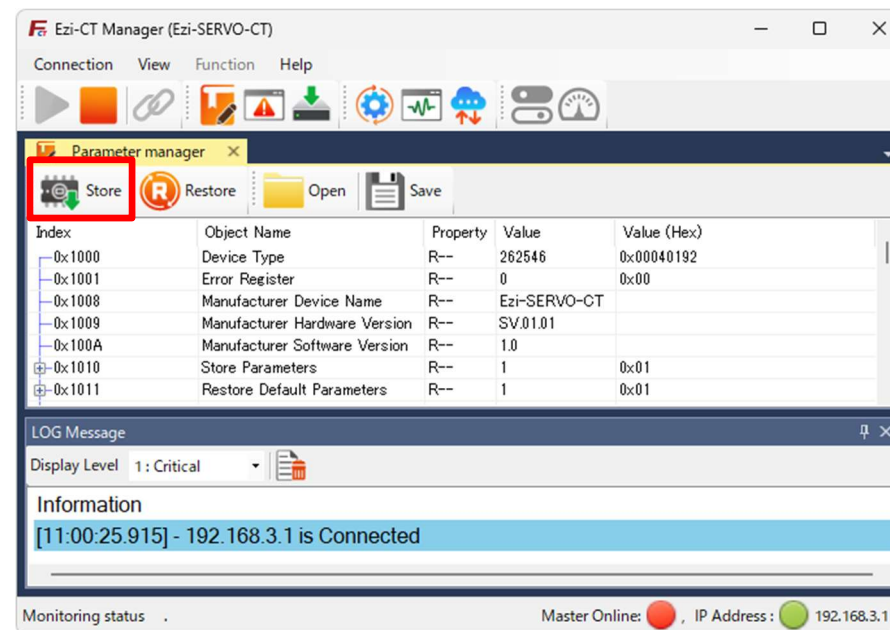 Ezi-CT Manager (Ezi-SERVO-CT)
Connection View Function Help
Parameter manager
Store Restore Open Save
Index Object Name Property Value Value (Hex)
0x1000 Device Type R-- 262546 0x00040192
0x1001 Error Register R-- 0 0x00
0x1008 Manufacturer Device Name R-- Ezi-SERVO-CT
0x1009 Manufacturer Hardware Version R-- SV.01.01
0x100A Manufacturer Software Version R-- 1.0
0x1010 Store Parameters R-- 1 0x01
0x1011 Restore Default Parameters R-- 1 0x01
LOG Message
Display Level 1 : Critical
Information
[11:00:25.915] - 192.168.3.1 is Connected
Monitoring status . Master Online: , IP Address : 192.168.3.1